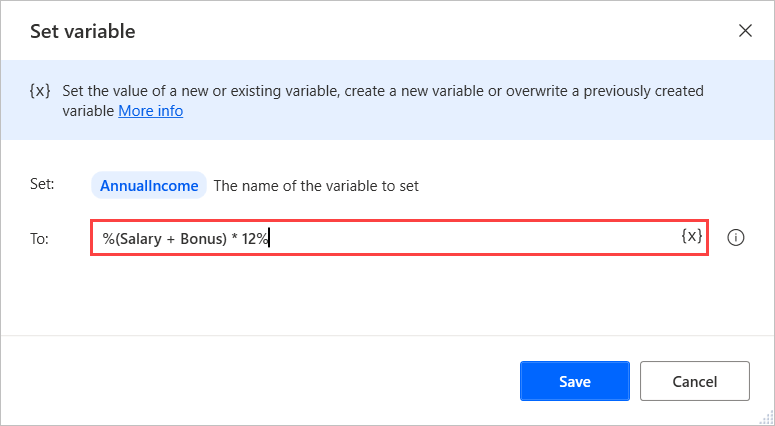 Set variable
{x} Set the value of a new or existing variable, create a new variable or overwrite a previously created
variable More info
Set: AnnualIncome The name of the variable to set
To: %(Salary + Bonus) * 12% {x}
Save Cancel